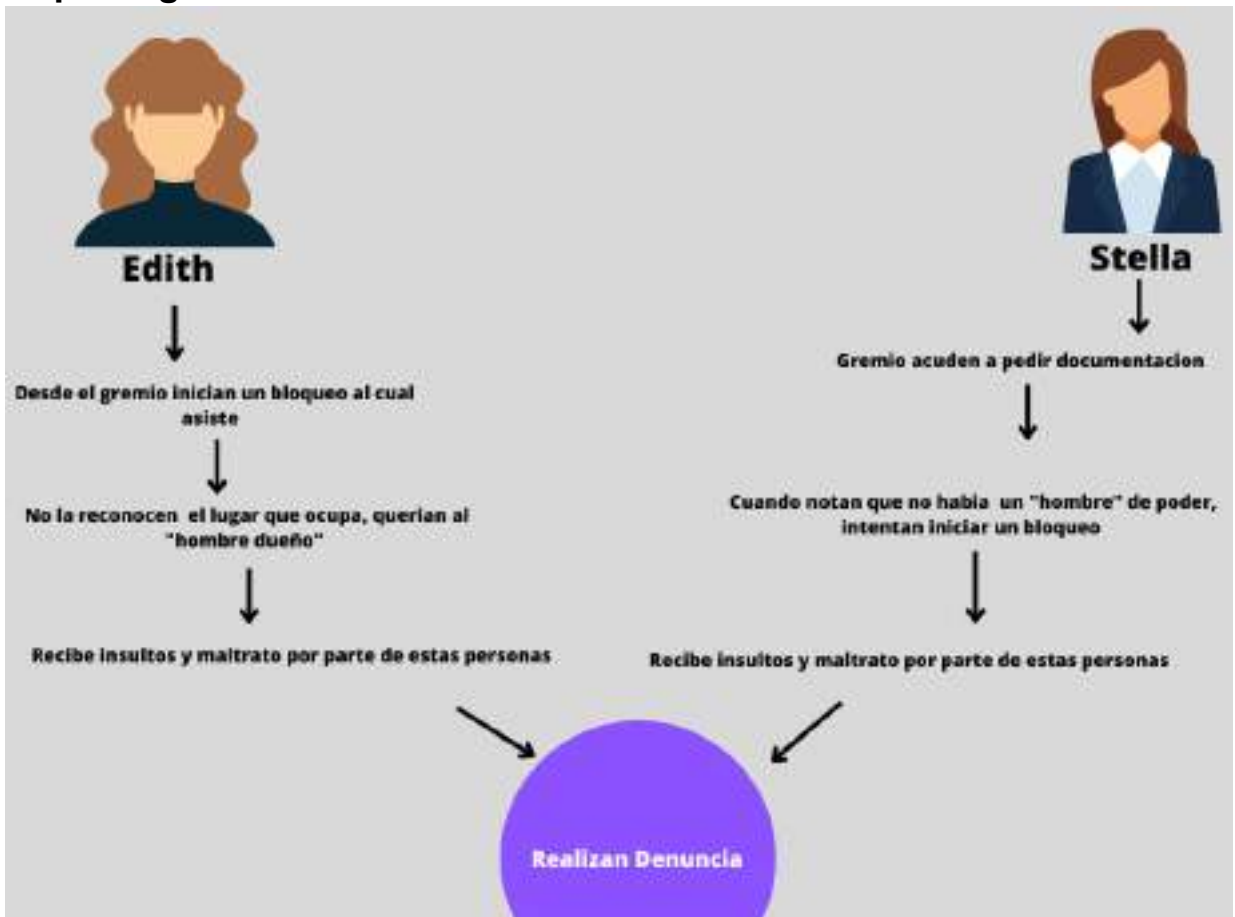 Edith
Desde el gremio inician un bloqueo al cual
asiste
No la reconocen el lugar que ocupa, querian al
"hombre dueño"
Recibe insultos y maltrato por parte de estas personas
Stella
Gremio acuden a pedir documentacion
Cuando notan que no habia un "hombre" de poder,
intentan iniciar un bloqueo
Recibe insultos y maltrato por parte de estas personas
Realizan Denuncia